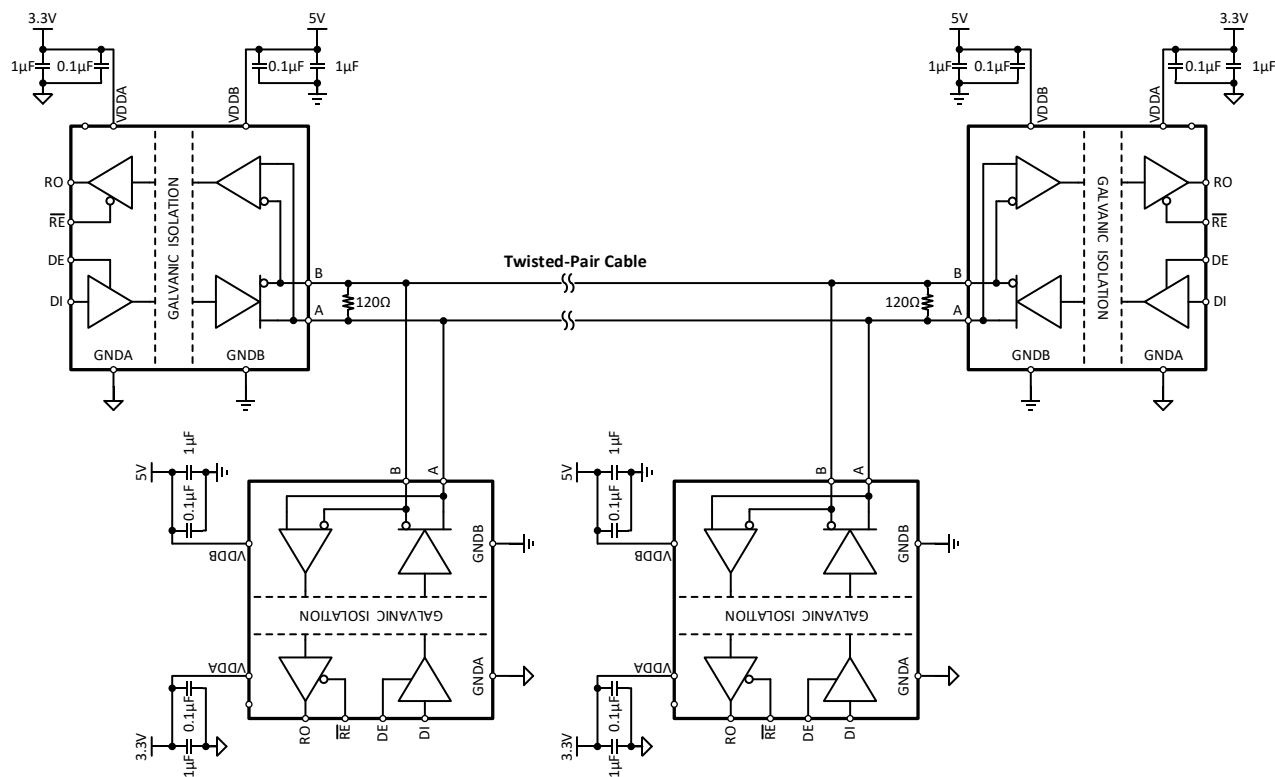 3.3V
5V
5V
3.3V
1µF
0.1µF
0.1µF
1µF
1µF
0.1µF
0.1µF
1µF
VDDA
VDDB
VDDB
VDDA
RO
RE
DE
DI
GALVANIC ISOLATION
GNDA
GNDB
B
A
120Ω
Twisted-Pair Cable
B
A
120Ω
GALVANIC ISOLATION
RO
RE
DE
DI
GNDB
GNDA
5V
1µF
0.1µF
VDDB
B
A
GNDB
GALVANIC ISOLATION
VDDA
GNDA
0.1µF
3.3V
1µF
RO
RE
DE
DI
5V
1µF
0.1µF
VDDB
B
A
GNDB
GALVANIC ISOLATION
VDDA
GNDA
0.1µF
3.3V
1µF
RO
RE
DE
DI